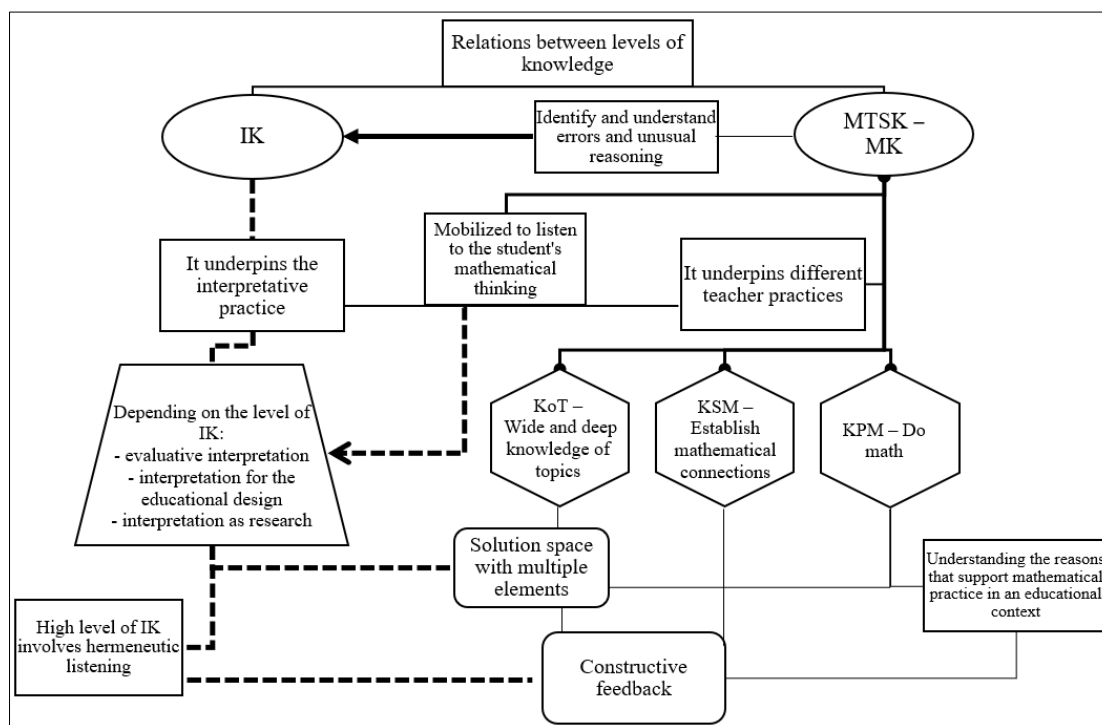 Relations between levels of
knowledge
IK
Identify and understand
errors and unusual
reasoning
MTSK –
MK
Mobilized to listen
to the student's
mathematical
thinking
It underpins the
interpretative
practice
It underpins different
teacher practices
Depending on the level of
IK:
- evaluative interpretation
- interpretation for the
educational design
- interpretation as research
KoT –
Wide and deep
knowledge of
topics
KSM –
Establish
mathematical
connections
KPM – Do
math
Solution space
with multiple
elements
Understanding the reasons
that support mathematical
practice in an educational
context
High level of IK
involves hermeneutic
listening
Constructive
feedback